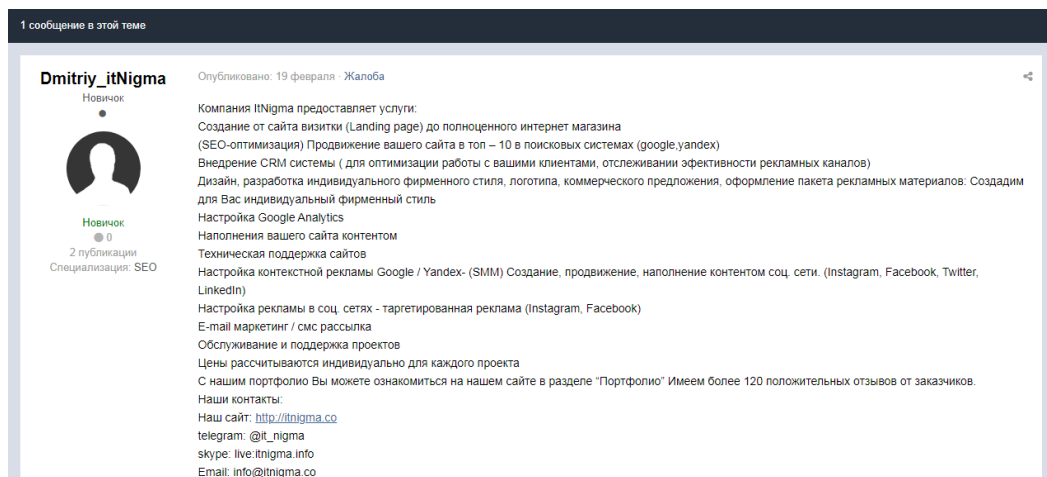 1 сообщение в этой теме
Dmitriy_itNigma
Новичок
Новичок
0
2 публикации
Специализация: SEO
Опубликовано: 19 февраля · Жалоба
Компания ItNigma предоставляет услуги:
Создание от сайта визитки (Landing page) до полноценного интернет магазина
(SEO-оптимизация) Продвижение вашего сайта в топ – 10 в поисковых системах (google,yandex)
Внедрение CRM системы ( для оптимизации работы с вашими клиентами, отслеживании эфективности рекламных каналов)
Дизайн, разработка индивидуального фирменного стиля, логотипа, коммерческого предложения, оформление пакета рекламных материалов: Создадим
для Вас индивидуальный фирменный стиль
Настройка Google Analytics
Наполнения вашего сайта контентом
Техническая поддержка сайтов
Настройка контекстной рекламы Google / Yandex- (SMM) Создание, продвижение, наполнение контентом соц. сети. (Instagram, Facebook, Twitter,
LinkedIn)
Настройка рекламы в соц. сетях - таргетированная реклама (Instagram, Facebook)
E-mail маркетинг / смс рассылка
Обслуживание и поддержка проектов
Цены рассчитываются индивидуально для каждого проекта
С нашим портфолио Вы можете ознакомиться на нашем сайте в разделе “Портфолио” Имеем более 120 положительных отзывов от заказчиков.
Наши контакты:
Наш сайт: http://itnigma.co
telegram: @it_nigma
skype: live:itnigma.info
Email: info@itnigma.co